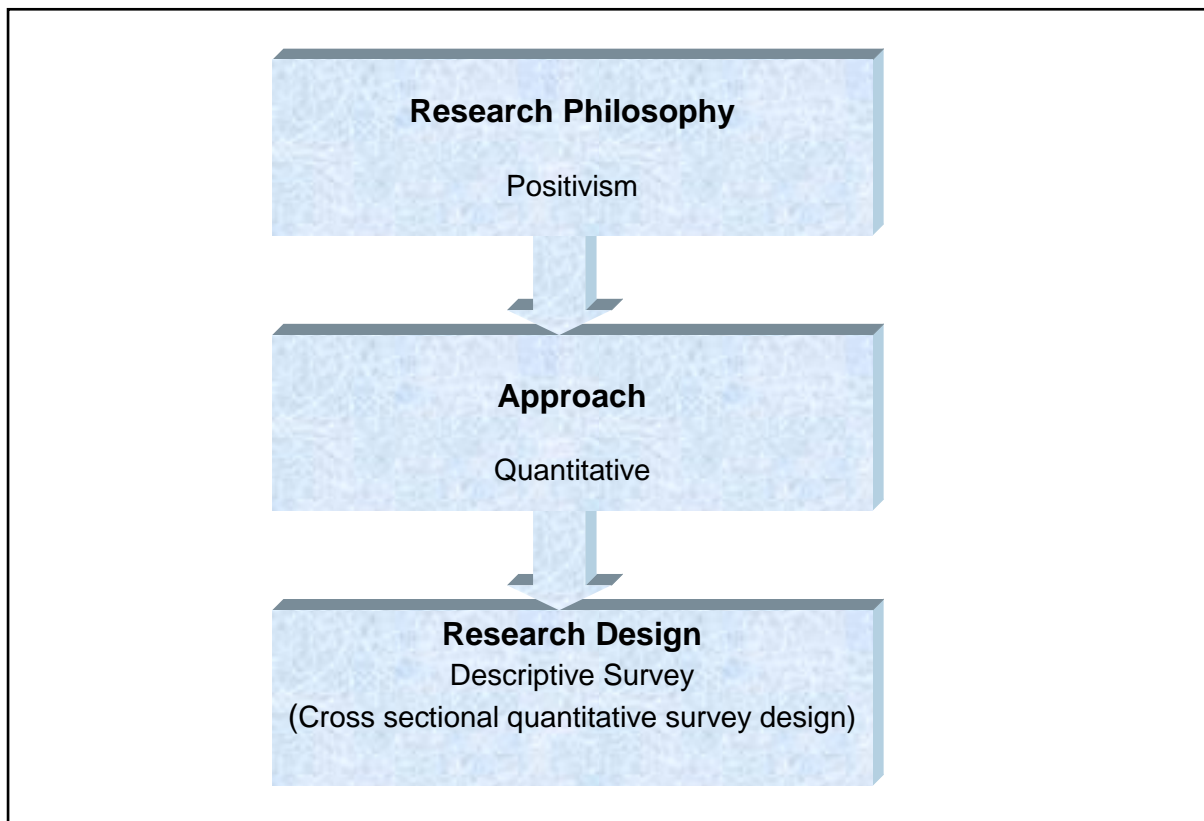 Research Philosophy
Positivism
Approach
Quantitative
Research Design
Descriptive Survey
(Cross sectional quantitative survey design)